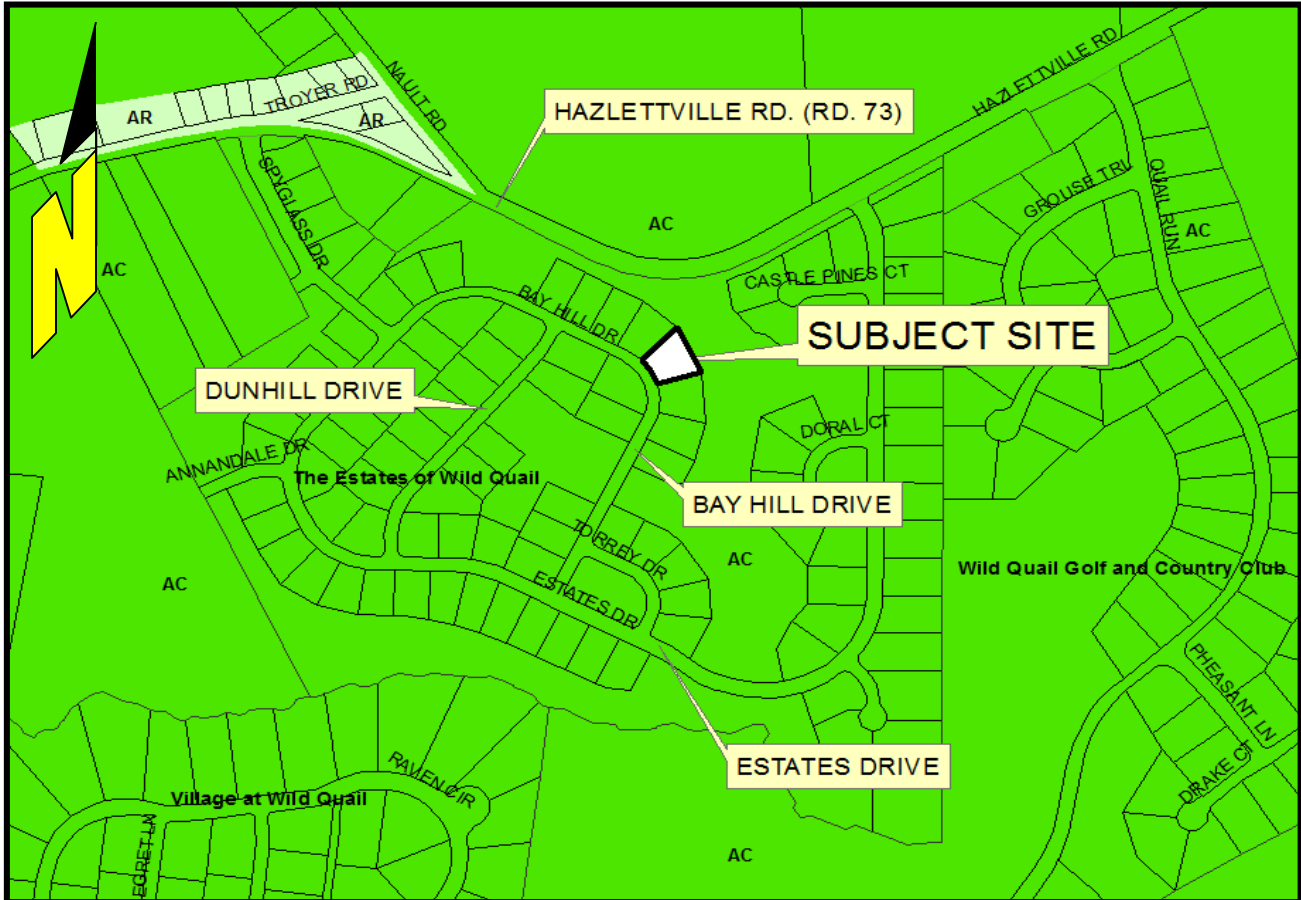 HAZLETTVILLE RD
NAULT RD
TROYER RD
HAZLETTVILLE RD. (RD. 73)
AR
AR
QUAIL RUN
GROUSE TRL
SPYGLASS DR
AC
AC
AC
CASTLE PINES CT
N
BAY HILL DR
SUBJECT SITE
DUNHILL DRIVE
DORAL CT
ANNANDALE DR
The Estates of Wild Quail
BAY HILL DRIVE
TORREY DR
AC
Wild Quail Golf and Country Club
AC
ESTATES DR
PHEASANT LN
ESTATES DRIVE
RAVEN CIR
DRAKE CT
Village at Wild Quail
EGRET LN
AC